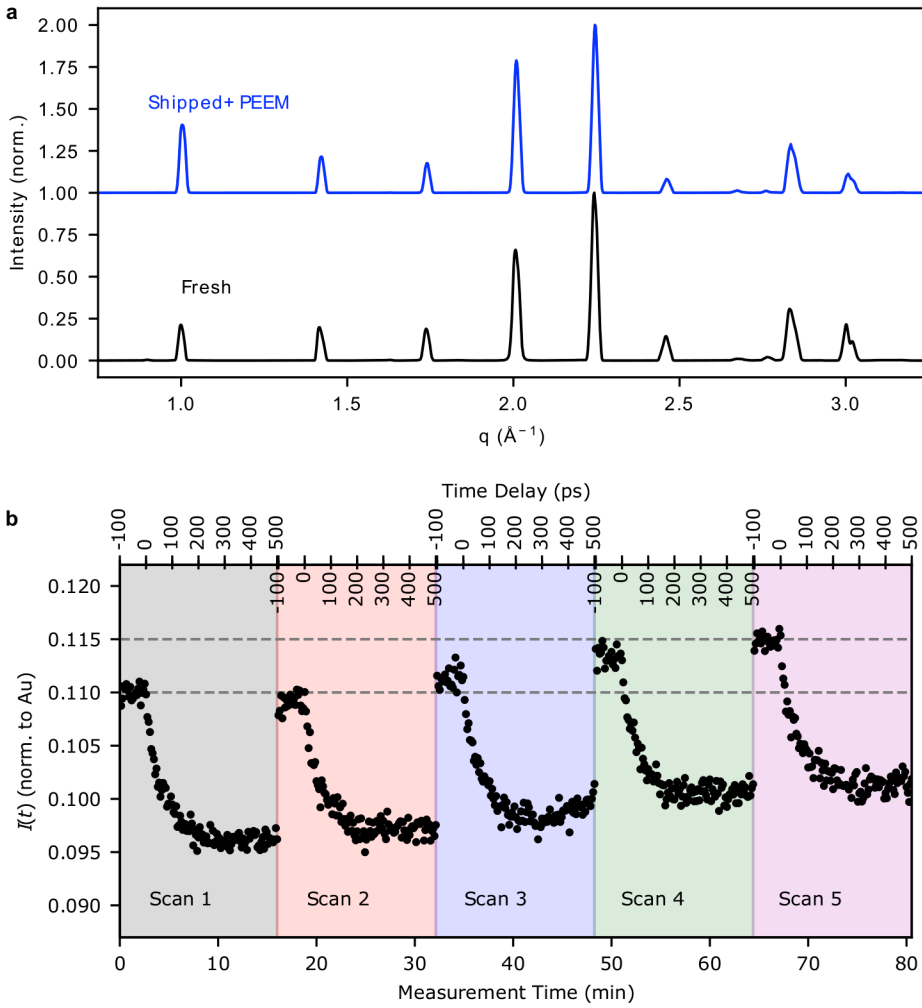 a
2.00
1.75
Shipped+ PEEM
1.50
1.25
1.00
0.75
0.50
Fresh
0.25
0.00
Intensity (norm.)
1.0 1.5 2.0 2.5 3.0
q (Å⁻¹)
b
Time Delay (ps)
-100 0 100 200 300 400 500
-100 0 100 200 300 400 500
-100 0 100 200 300 400 500
-100 0 100 200 300 400 500
-100 0 100 200 300 400 500
0.120
0.115
0.110
0.105
0.100
0.095
0.090
I(t) (norm. to Au)
Scan 1 Scan 2 Scan 3 Scan 4 Scan 5
0 10 20 30 40 50 60 70 80
Measurement Time (min)